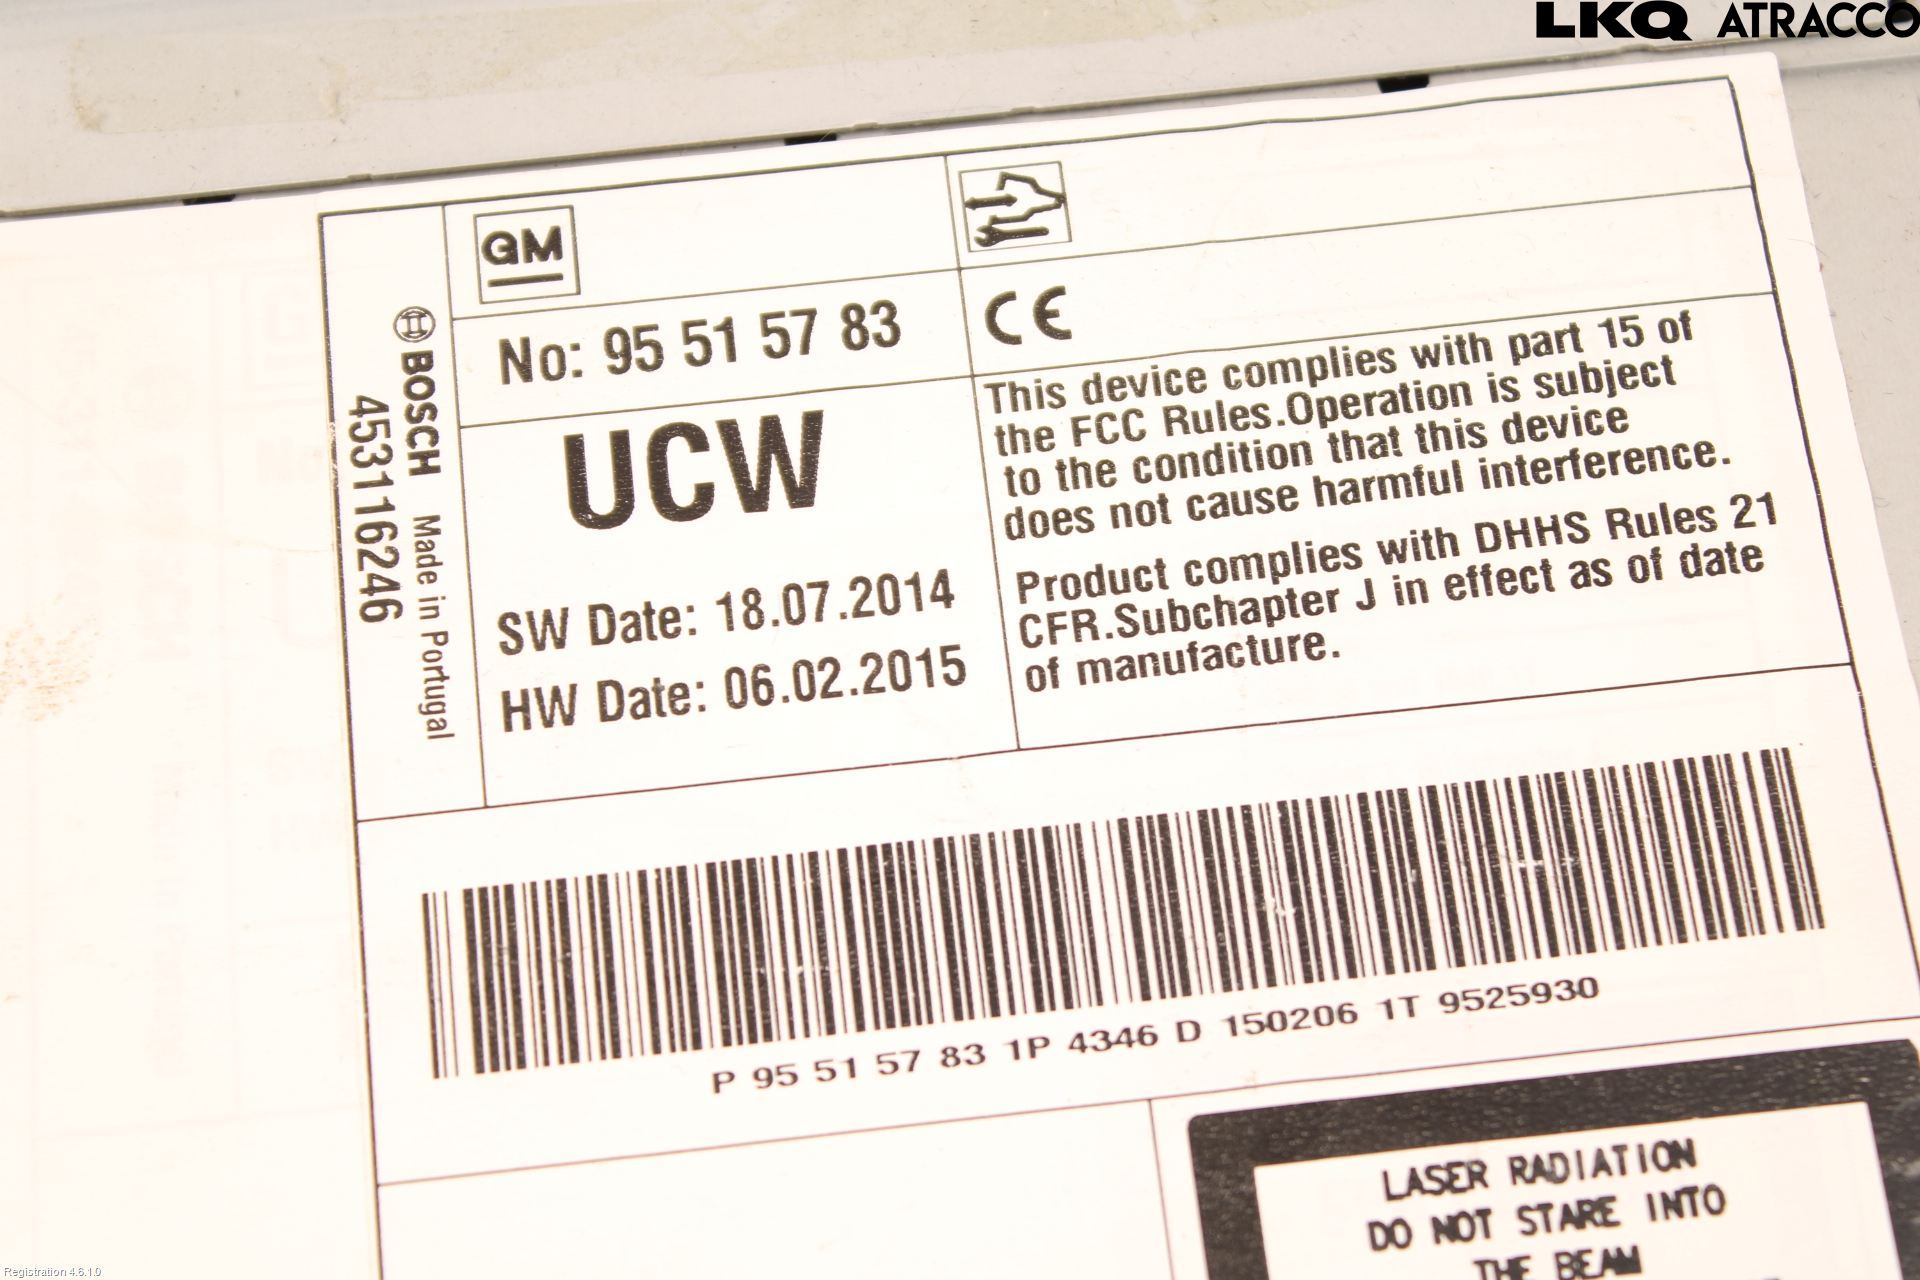 LKQ ATRACCO
BOSCH Made in Portugal
453116246
GM
No: 95 51 57 83
UCW
SW Date: 18.07.2014
HW Date: 06.02.2015
CE
This device complies with part 15 of
the FCC Rules.Operation is subject
to the condition that this device
does not cause harmful interference.
Product complies with DHHS Rules 21
CFR.Subchapter J in effect as of date
of manufacture.
P 95 51 57 83 1P 4346 D 150206 1T 9525930
LASER RADIATION
DO NOT STARE INTO
THE BEAM
Registration 4.6.1.0